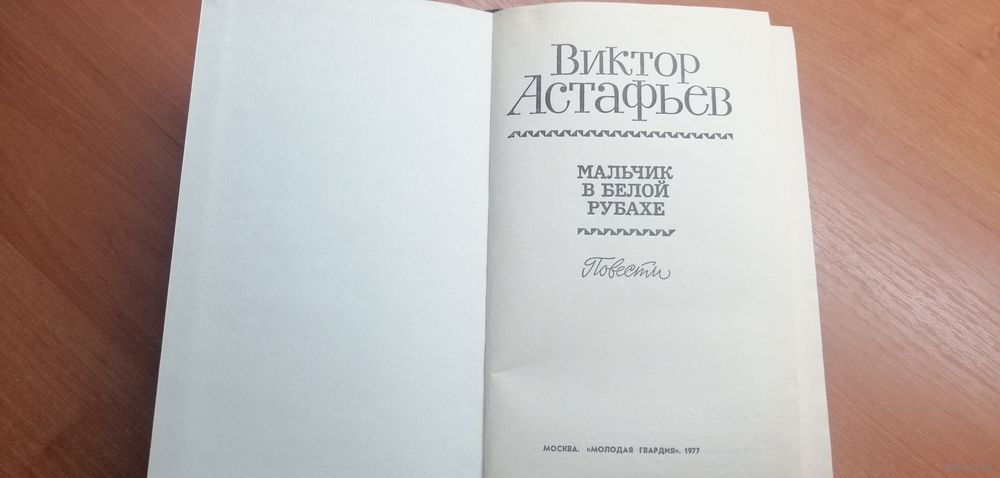 Виктор
Астафьев
МАЛЬЧИК
В БЕЛОЙ
РУБАХЕ
Повести
МОСКВА. «МОЛОДАЯ ГВАРДИЯ». 1977